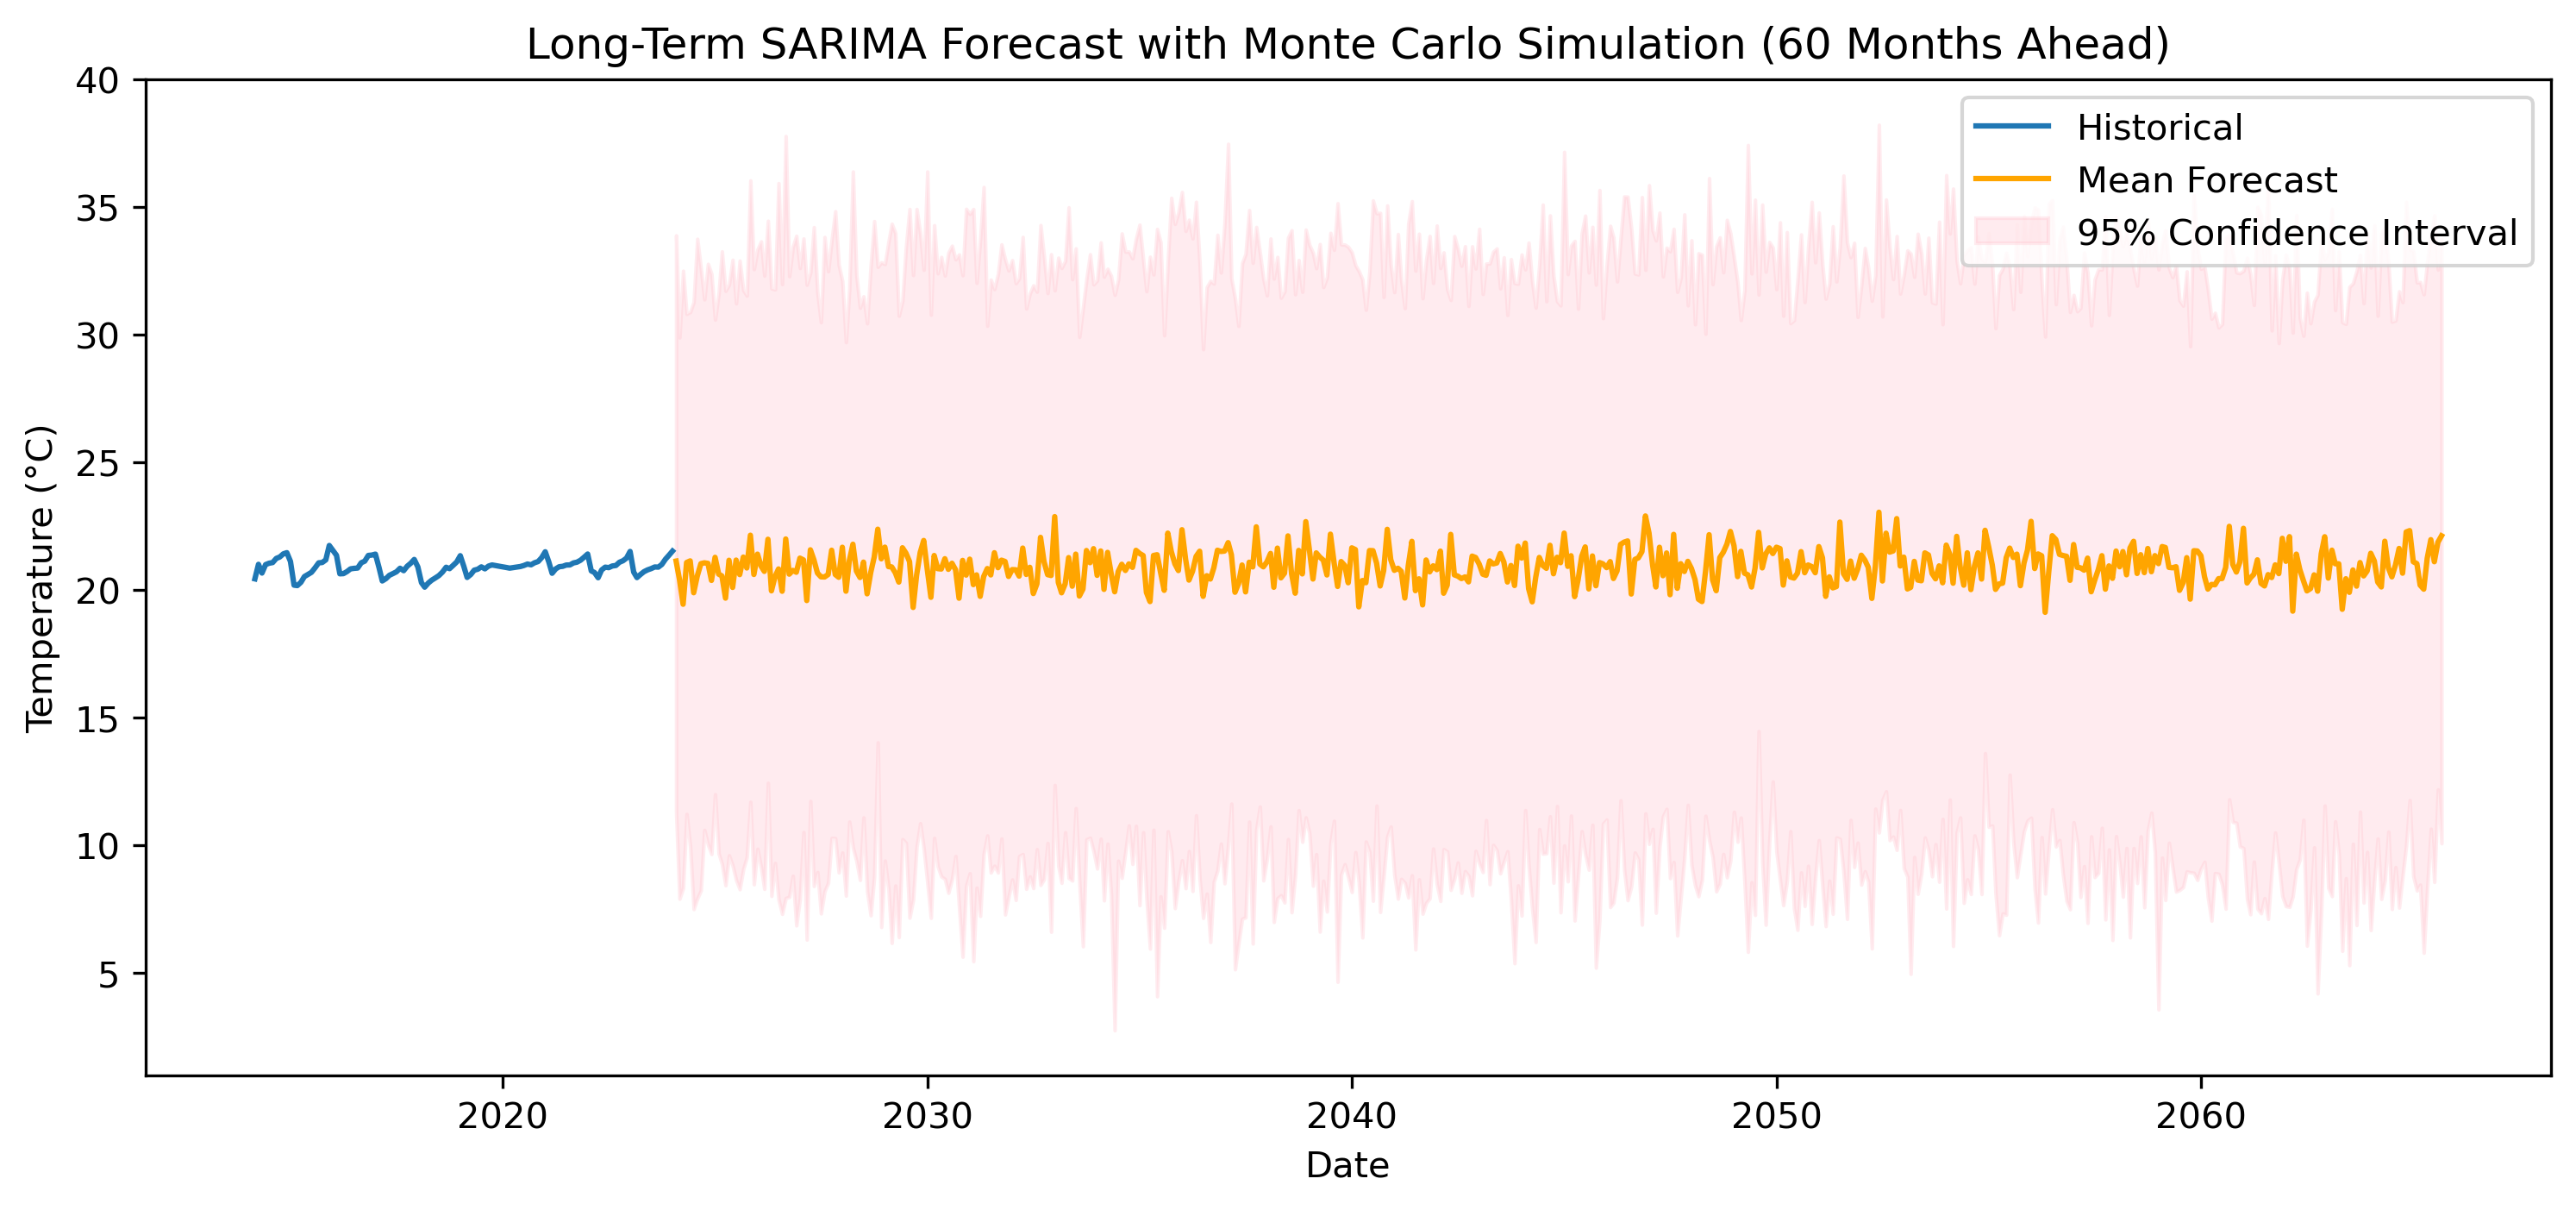 Long-Term SARIMA Forecast with Monte Carlo Simulation (60 Months Ahead)
40
35
30
25
20
15
10
5
Temperature (°C)
Historical
Mean Forecast
95% Confidence Interval
2020
2030
2040
2050
2060
Date